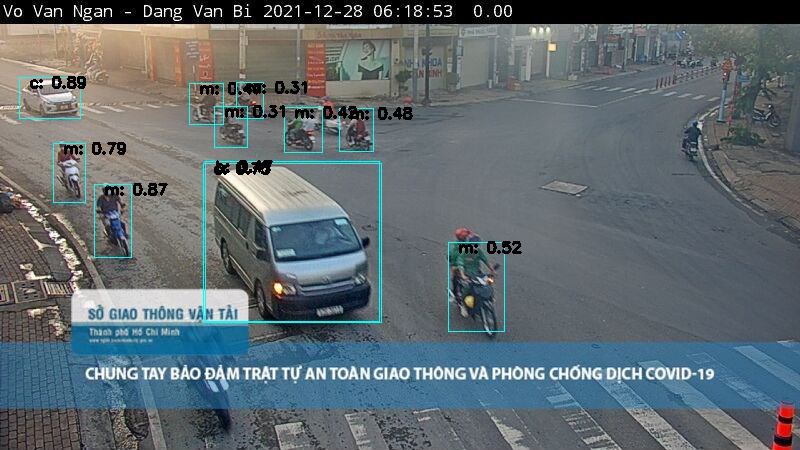 Vo Van Ngan - Dang Van Bi 2021-12-28 06:18:53 0.00
c: 0.89
0.31
m: 0.31
m: 0.42
m: 0.48
m: 0.79
m: 0.87
m: 0.52
SỞ GIAO THÔNG VẬN TẢI
Thành phố Hồ Chí Minh
CHUNG TAY BẢO ĐẢM TRẬT TỰ AN TOÀN GIAO THÔNG VÀ PHÒNG CHỐNG DỊCH COVID-19